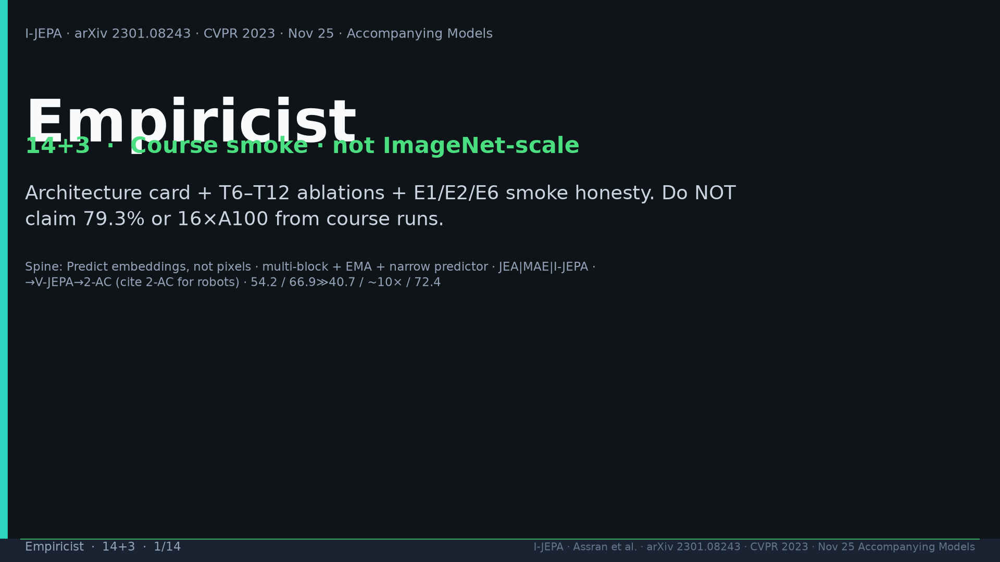 I-JEPA · arXiv 2301.08243 · CVPR 2023 · Nov 25 · Accompanying Models
Empiricist
14+3 · Course smoke · not ImageNet-scale
Architecture card + T6–T12 ablations + E1/E2/E6 smoke honesty. Do NOT
claim 79.3% or 16×A100 from course runs.
Spine: Predict embeddings, not pixels · multi-block + EMA + narrow predictor · JEA|MAE|I-JEPA ·
→V-JEPA→2-AC (cite 2-AC for robots) · 54.2 / 66.9≫40.7 / ~10× / 72.4
Empiricist · 14+3 · 1/14
I-JEPA · Assran et al. · arXiv 2301.08243 · CVPR 2023 · Nov 25 Accompanying Models